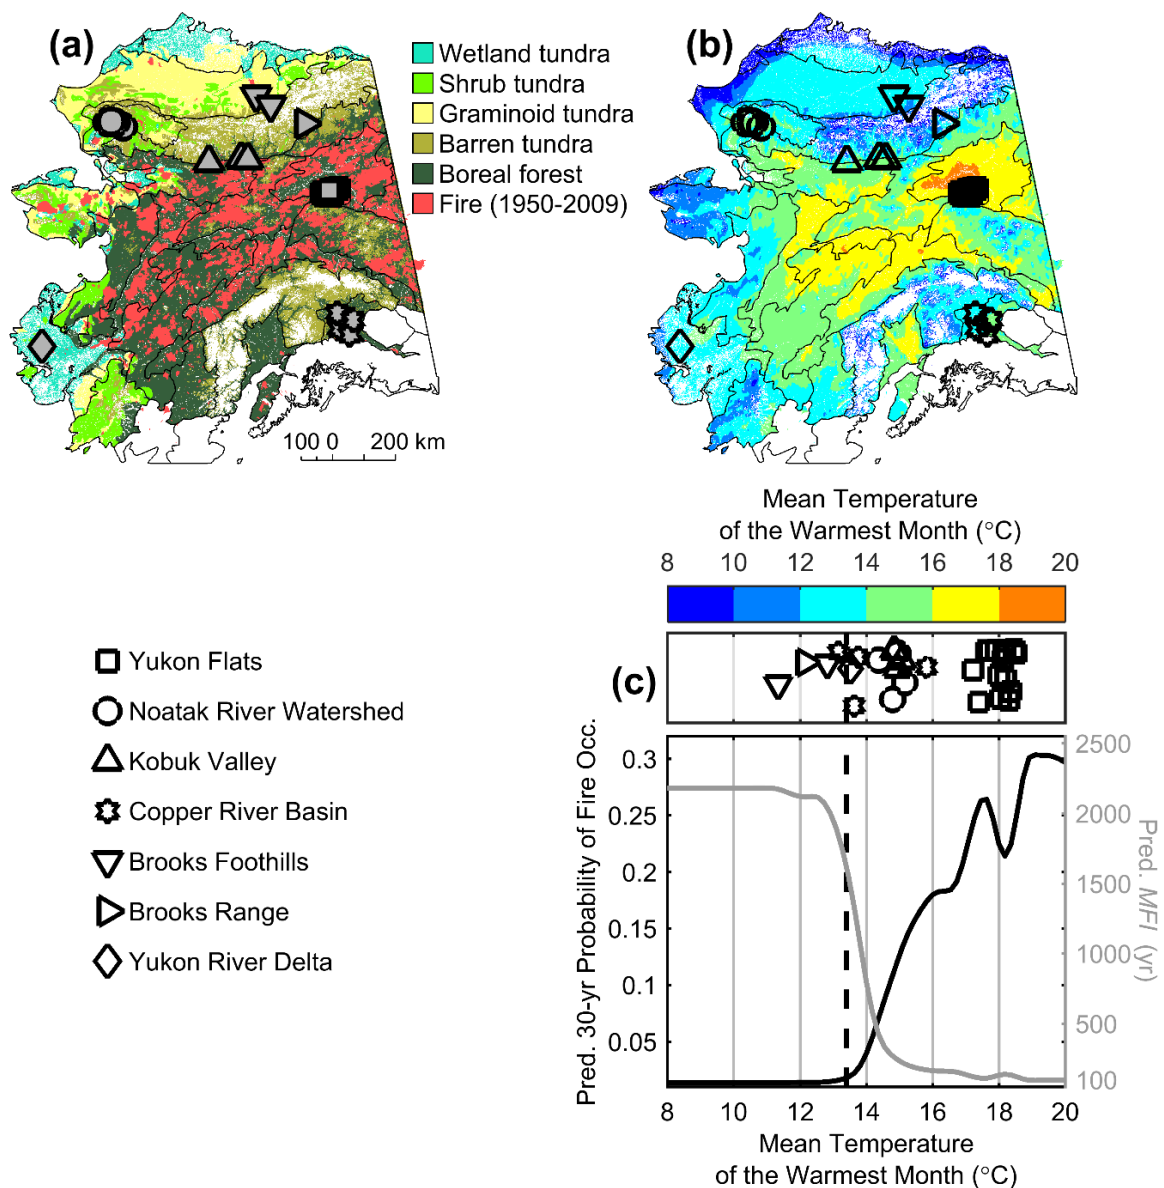 (a)
Wetland tundra
Shrub tundra
Graminoid tundra
Barren tundra
Boreal forest
Fire (1950-2009)
100 0 200 km
(b)
Mean Temperature
of the Warmest Month (°C)
8 10 12 14 16 18 20
Yukon Flats
Noatak River Watershed
Kobuk Valley
Copper River Basin
Brooks Foothills
Brooks Range
Yukon River Delta
(c)
Pred. 30-yr Probability of Fire Occ.
0.3
0.25
0.2
0.15
0.1
0.05
2500
2000
1500
1000
500
100
Pred. MFI (yr)
8 10 12 14 16 18 20
Mean Temperature
of the Warmest Month (°C)